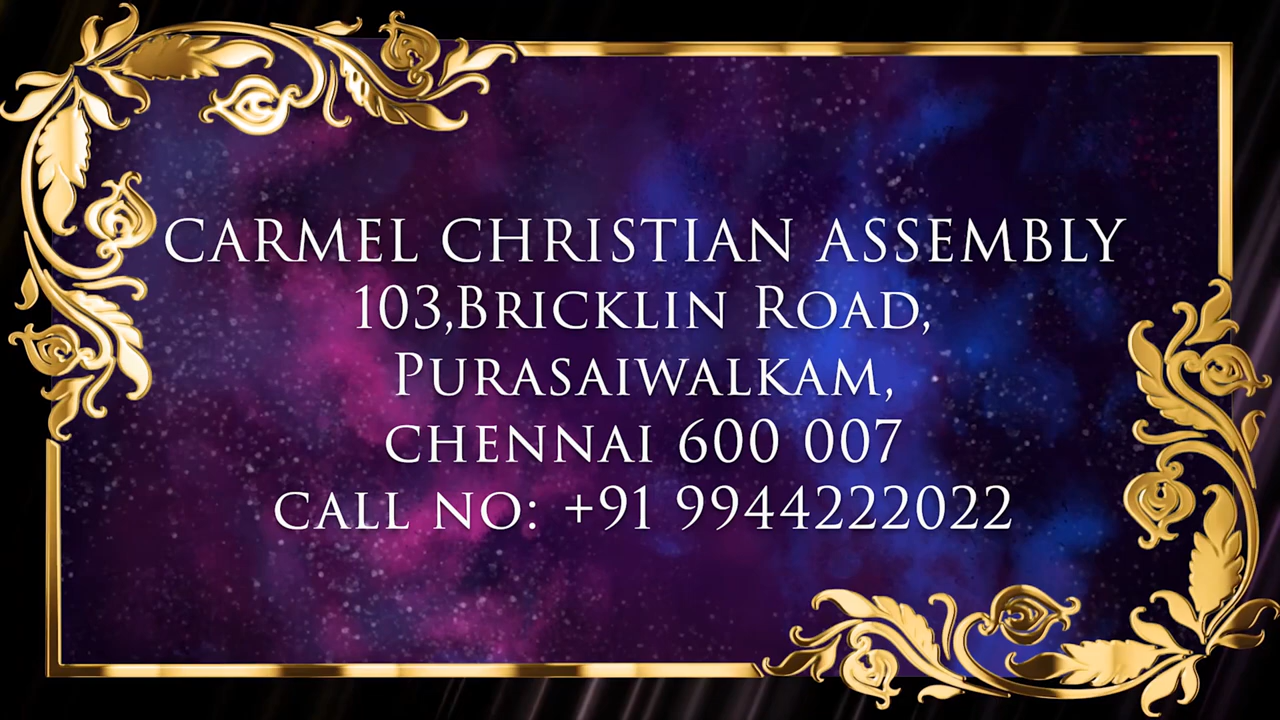 CARMEL CHRISTIAN ASSEMBLY
103,BRICKLIN ROAD,
PURASAIWALKAM,
CHENNAI 600 007
CALL NO: +91 9944222022